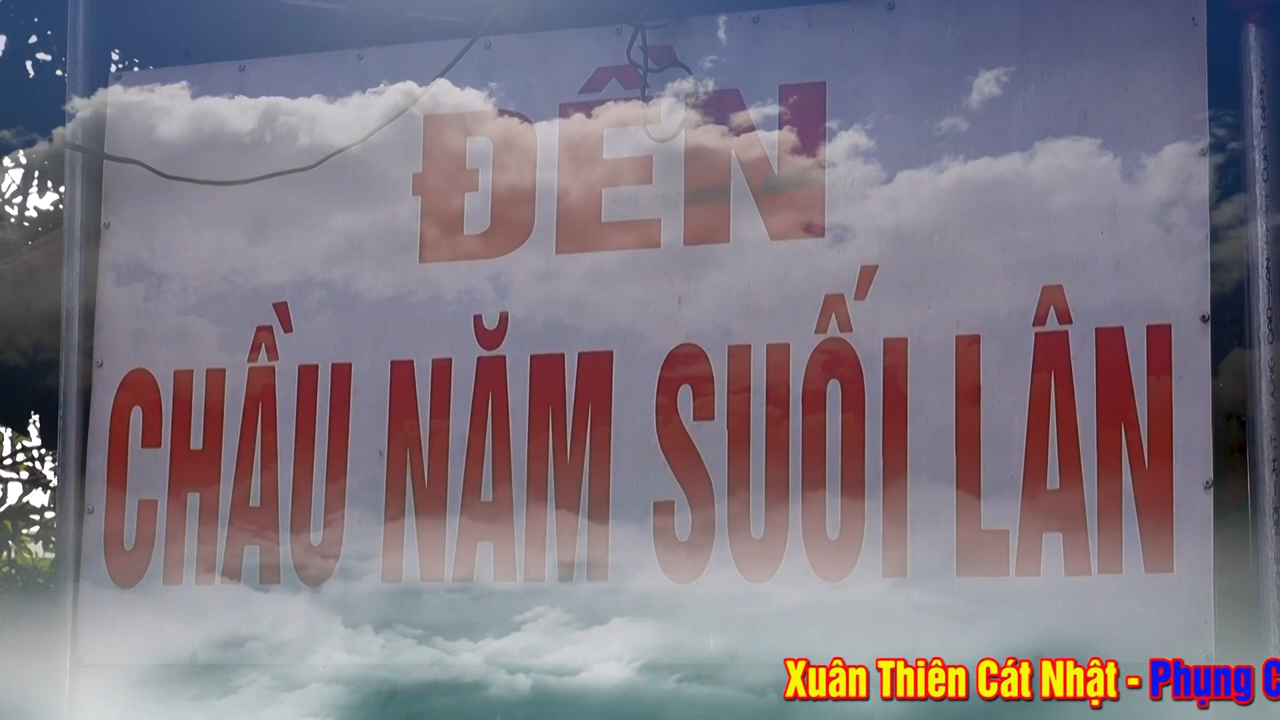 ĐỀN
CHẦU NĂM SUỐI LÂN
Xuân Thiên Cát Nhật - Phụng